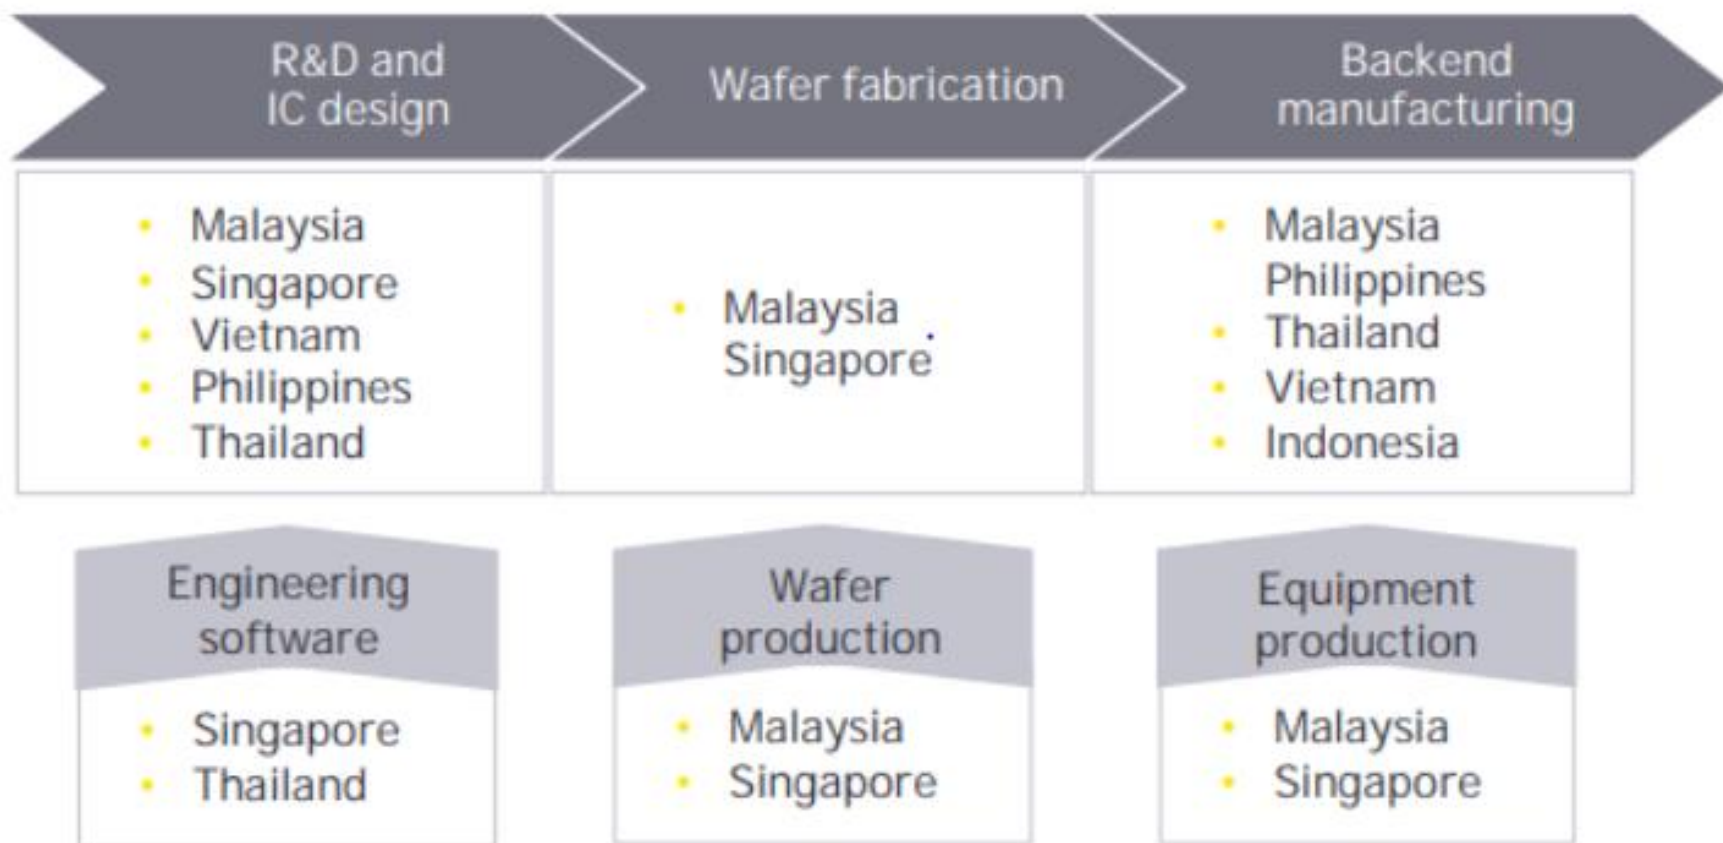 R&D and
IC design
Wafer fabrication
Backend
manufacturing
• Malaysia
• Singapore
• Vietnam
• Philippines
• Thailand
• Malaysia
Singapore
• Malaysia
Philippines
• Thailand
• Vietnam
• Indonesia
Engineering
software
• Singapore
• Thailand
Wafer
production
• Malaysia
• Singapore
Equipment
production
• Malaysia
• Singapore